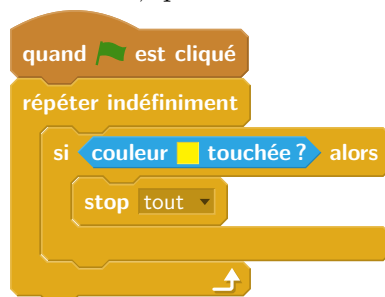 quand est cliqué
répéter indéfiniment
si couleur touchée ? alors
stop tout